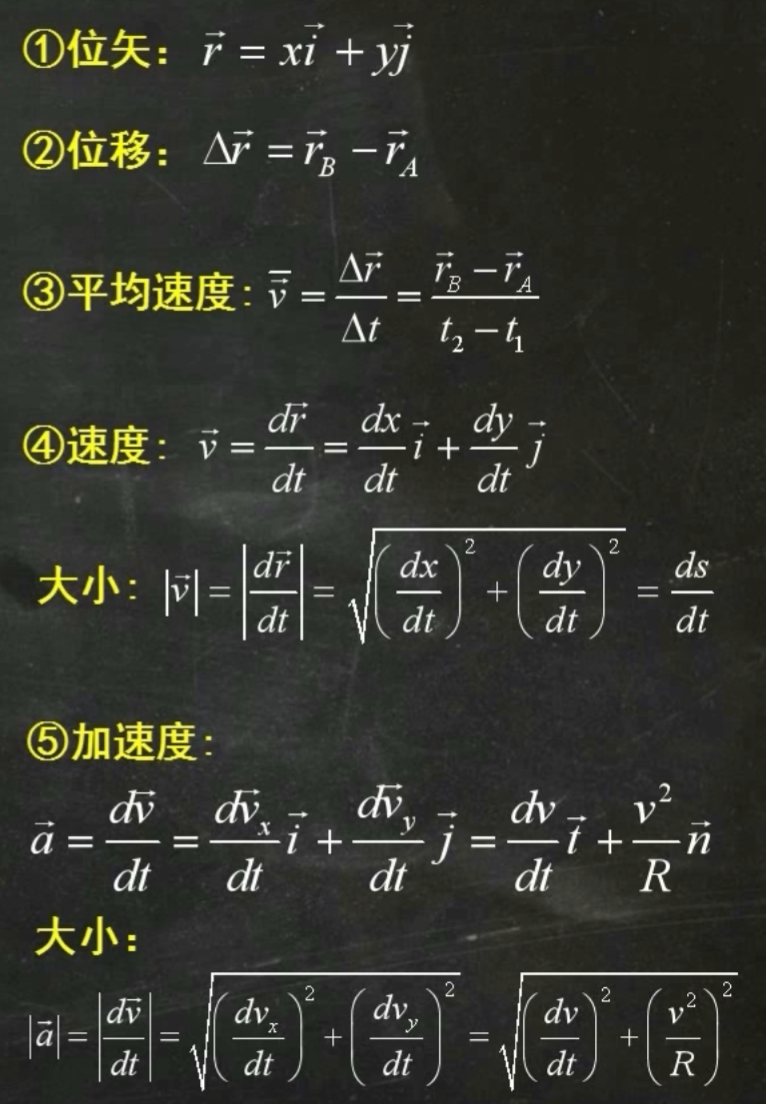 ①位矢： $\vec{r} = x\vec{i} + y\vec{j}$
②位移： $\Delta\vec{r} = \vec{r}_B - \vec{r}_A$
③平均速度: $\overline{\vec{v}} = \frac{\Delta\vec{r}}{\Delta t} = \frac{\vec{r}_B - \vec{r}_A}{t_2 - t_1}$
④速度: $\vec{v} = \frac{d\vec{r}}{dt} = \frac{dx}{dt}\vec{i} + \frac{dy}{dt}\vec{j}$
大小: $|\vec{v}| = \left|\frac{d\vec{r}}{dt}\right| = \sqrt{\left(\frac{dx}{dt}\right)^2 + \left(\frac{dy}{dt}\right)^2} = \frac{ds}{dt}$
⑤加速度:
$\vec{a} = \frac{d\vec{v}}{dt} = \frac{d\vec{v}_x}{dt}\vec{i} + \frac{d\vec{v}_y}{dt}\vec{j} = \frac{dv}{dt}\vec{t} + \frac{v^2}{R}\vec{n}$
大小：
$|\vec{a}| = \left|\frac{d\vec{v}}{dt}\right| = \sqrt{\left(\frac{dv_x}{dt}\right)^2 + \left(\frac{dv_y}{dt}\right)^2} = \sqrt{\left(\frac{dv}{dt}\right)^2 + \left(\frac{v^2}{R}\right)^2}$